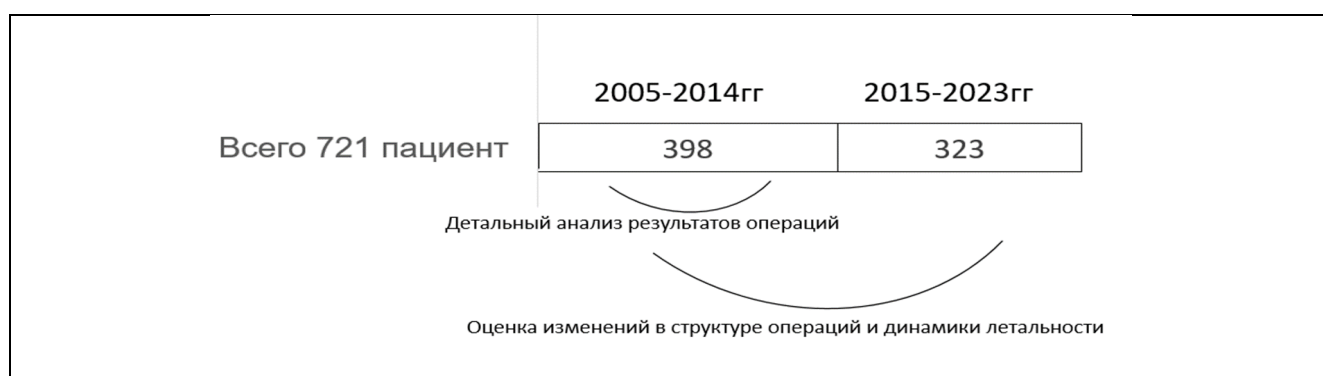 2005-2014гг 2015-2023гг
Всего 721 пациент 398 323
Детальный анализ результатов операций
Оценка изменений в структуре операций и динамики летальности